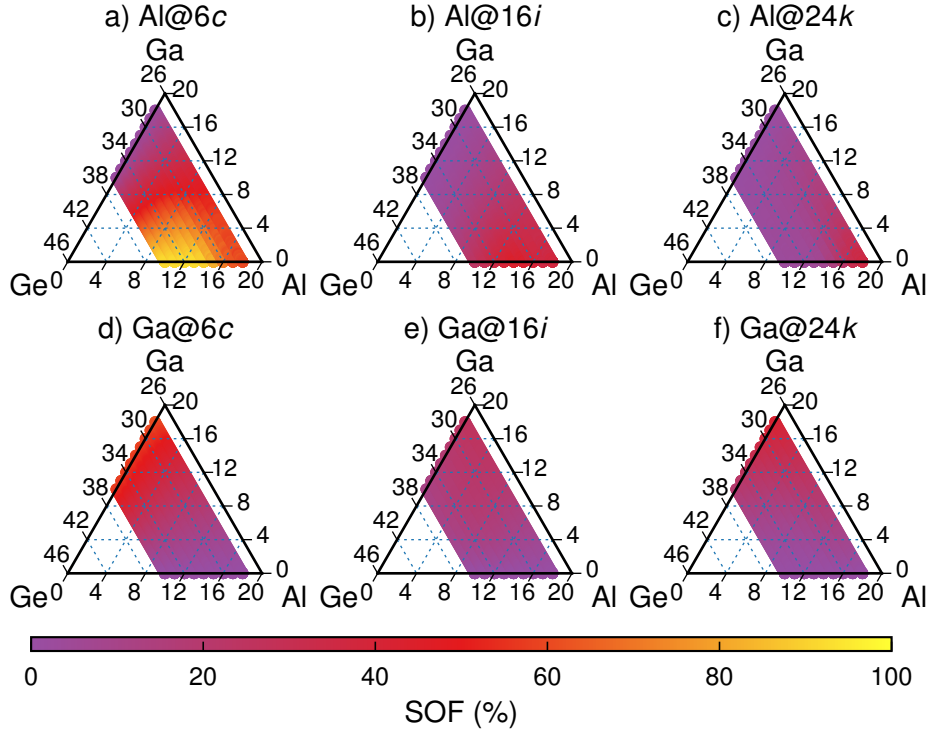 a) Al@6c b) Al@16i c) Al@24k
Ga Ga Ga
26 20 26 20 26 20
30 16 30 16 30 16
34 12 34 12 34 12
38 8 38 8 38 8
42 4 42 4 42 4
46 0 46 0 46 0
Ge 0 4 8 12 16 20 Al Ge 0 4 8 12 16 20 Al Ge 0 4 8 12 16 20 Al
d) Ga@6c e) Ga@16i f) Ga@24k
Ga Ga Ga
26 20 26 20 26 20
30 16 30 16 30 16
34 12 34 12 34 12
38 8 38 8 38 8
42 4 42 4 42 4
46 0 46 0 46 0
Ge 0 4 8 12 16 20 Al Ge 0 4 8 12 16 20 Al Ge 0 4 8 12 16 20 Al
0 20 40 60 80 100
SOF (%)